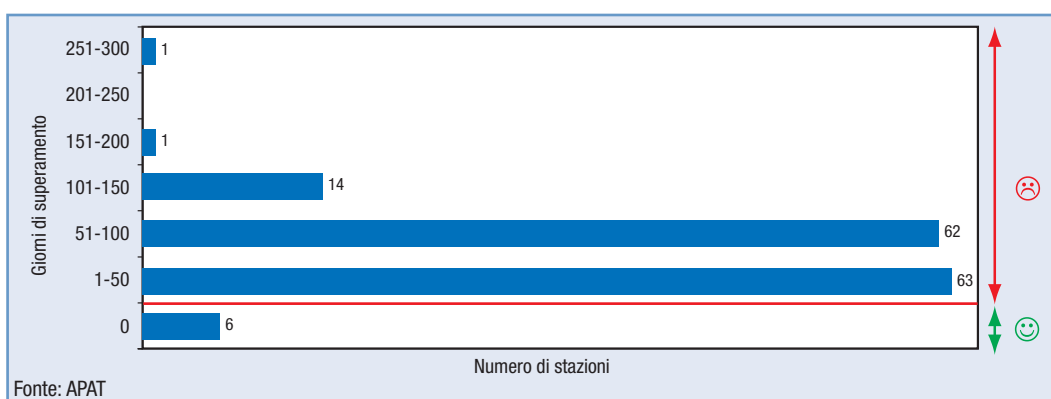 Giorni di superamento
251-300 1
201-250
151-200 1
101-150 14
51-100 62
1-50 63
0 6
Numero di stazioni
Fonte: APAT